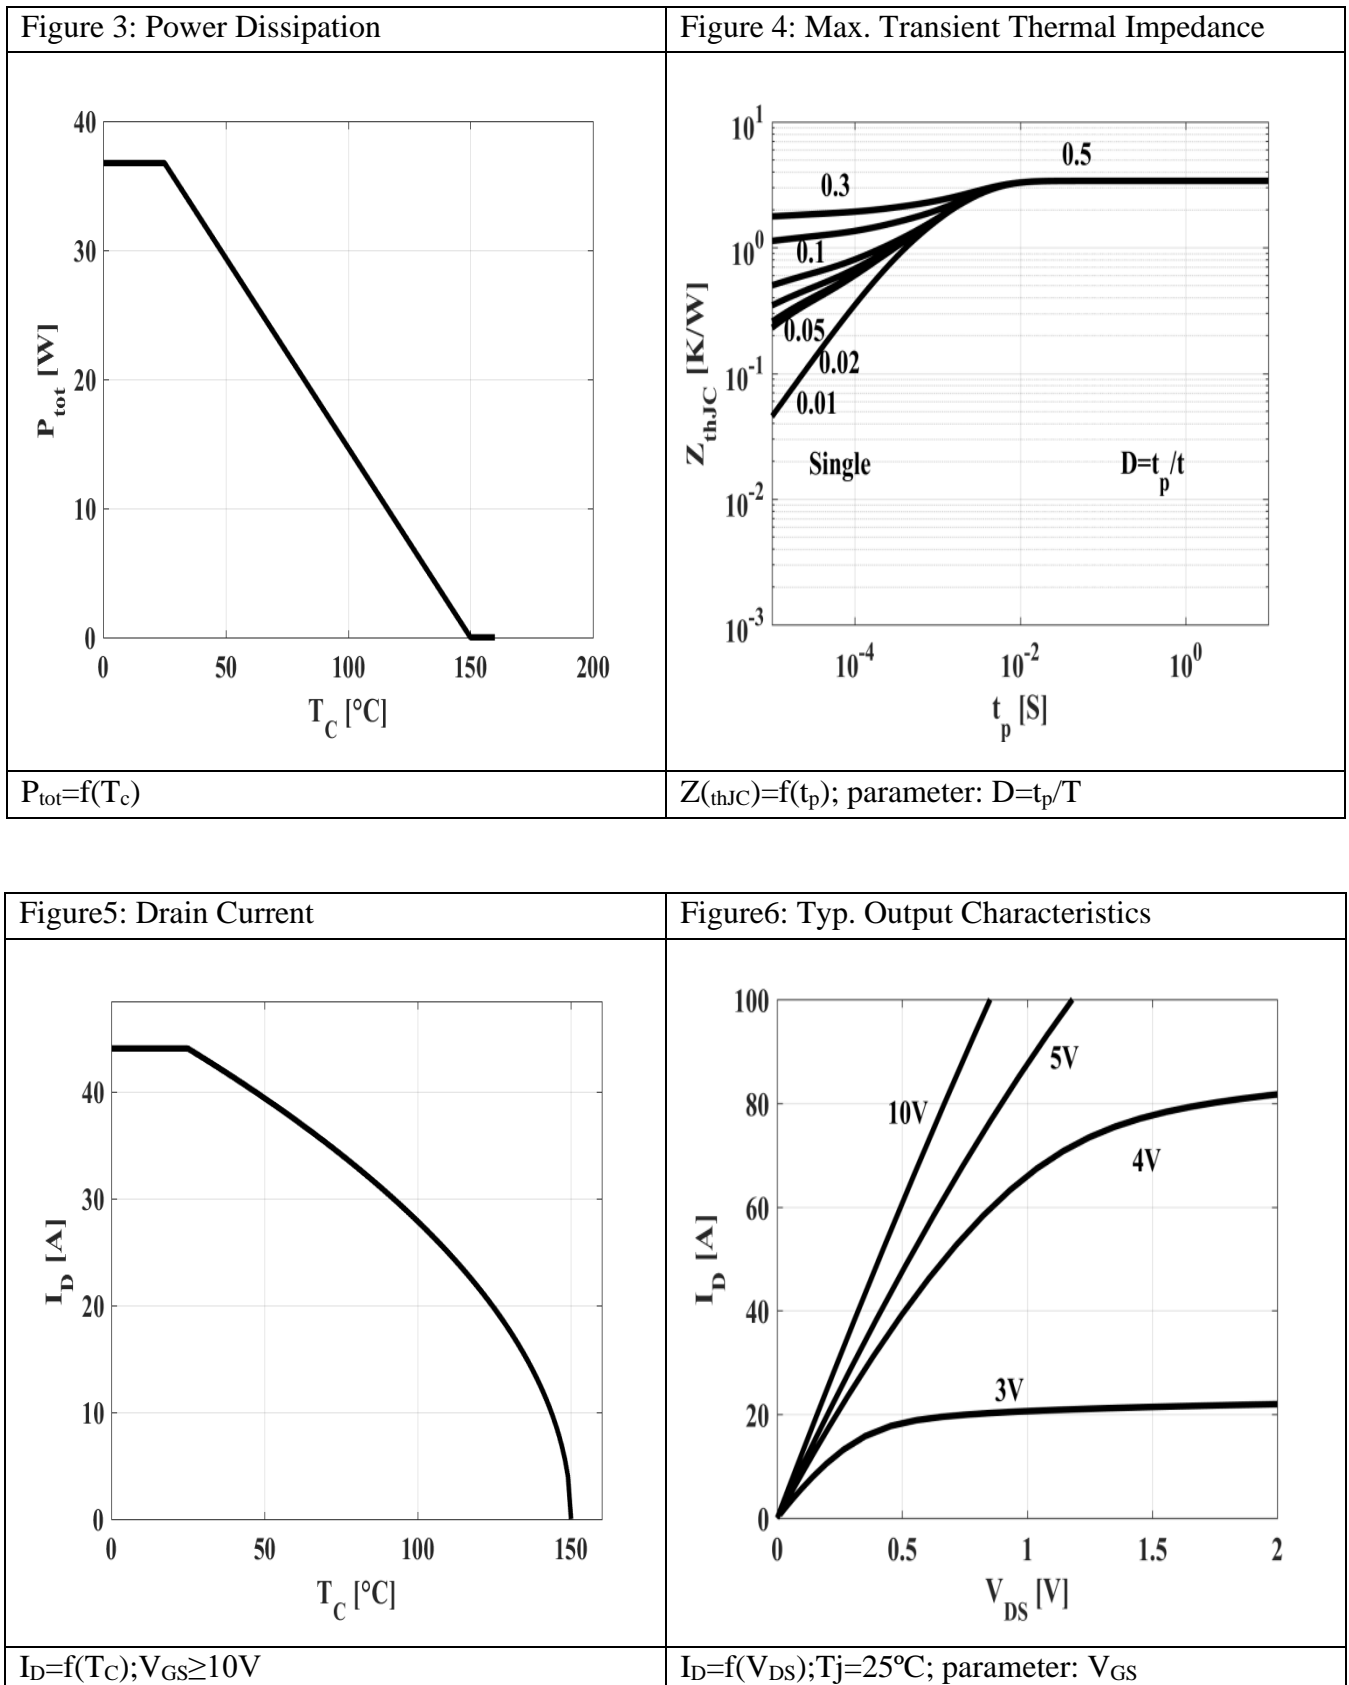 Figure 3: Power Dissipation
40
30
20
10
0
0 50 100 150 200
P_tot [W]
T_C [°C]
P_tot=f(T_c)
Figure 4: Max. Transient Thermal Impedance
10^1
10^0
10^-1
10^-2
10^-3
10^-4 10^-2 10^0
0.5
0.3
0.1
0.05
0.02
0.01
Single
D=t_p/t
Z_thJC [K/W]
t_p [S]
Z(_thJC)=f(t_p); parameter: D=t_p/T
Figure5: Drain Current
40
30
20
10
0
0 50 100 150
I_D [A]
T_C [°C]
I_D=f(T_C);V_GS≥10V
Figure6: Typ. Output Characteristics
100
80
60
40
20
0
0 0.5 1 1.5 2
5V
10V
4V
3V
I_D [A]
V_DS [V]
I_D=f(V_DS);Tj=25ºC; parameter: V_GS